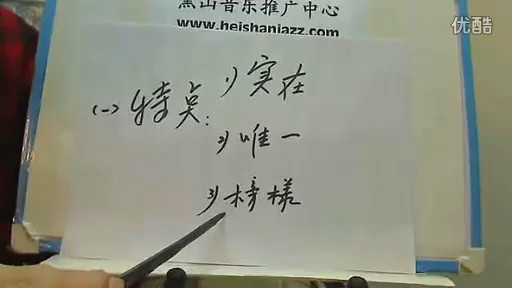 黑山音乐推广中心
www.heishanjazz.com
优酷
1) 实在
(一) 特点:
2) 唯一
3) 榜樣